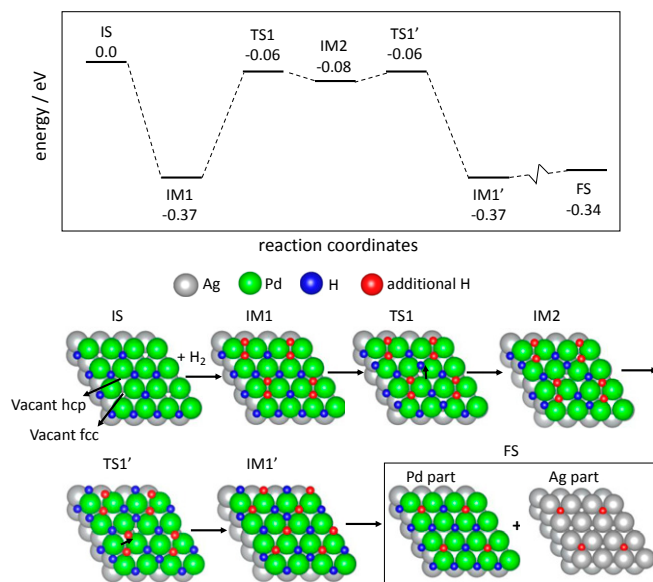 IS
0.0
TS1
-0.06
IM2
-0.08
TS1’
-0.06
energy / eV
IM1
-0.37
IM1’
-0.37
FS
-0.34
reaction coordinates
Ag
Pd
H
additional H
IS
IM1
TS1
IM2
+ H₂
Vacant hcp
Vacant fcc
TS1’
IM1’
FS
Pd part
Ag part
+